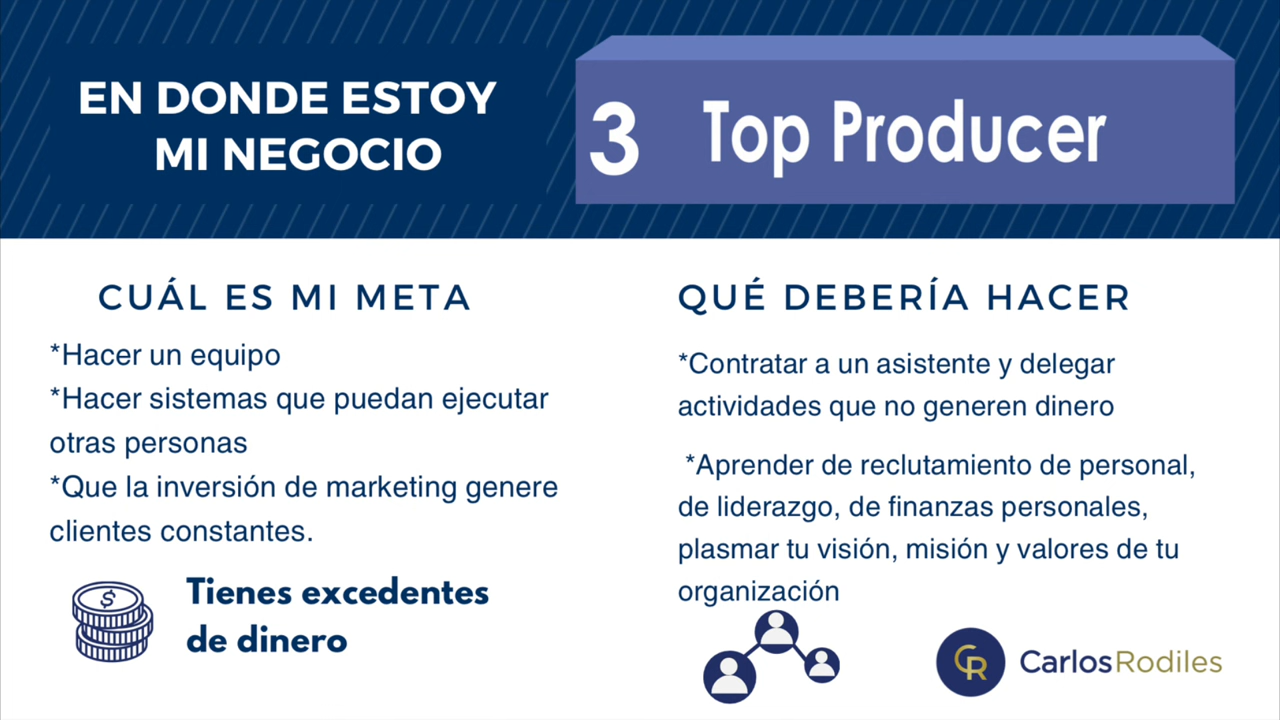 EN DONDE ESTOY
MI NEGOCIO
3 Top Producer
CUÁL ES MI META
*Hacer un equipo
*Hacer sistemas que puedan ejecutar
otras personas
*Que la inversión de marketing genere
clientes constantes.
$
Tienes excedentes
de dinero
QUÉ DEBERÍA HACER
*Contratar a un asistente y delegar
actividades que no generen dinero
*Aprender de reclutamiento de personal,
de liderazgo, de finanzas personales,
plasmar tu visión, misión y valores de tu
organización
CR CarlosRodiles